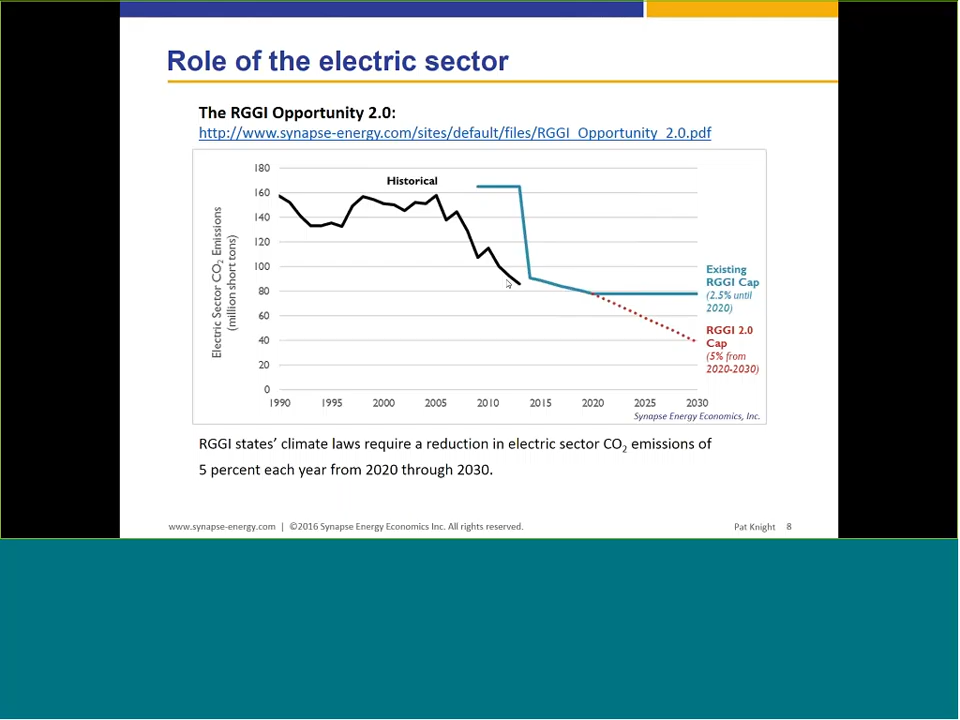 Role of the electric sector
The RGGI Opportunity 2.0:
http://www.synapse-energy.com/sites/default/files/RGGI_Opportunity_2.0.pdf
Electric Sector CO2 Emissions
(million short tons)
180
160
140
120
100
80
60
40
20
0
Historical
Existing
RGGI Cap
(2.5% until
2020)
RGGI 2.0
Cap
(5% from
2020-2030)
1990 1995 2000 2005 2010 2015 2020 2025 2030
Synapse Energy Economics, Inc.
RGGI states’ climate laws require a reduction in electric sector CO2 emissions of
5 percent each year from 2020 through 2030.
www.synapse-energy.com | ©2016 Synapse Energy Economics Inc. All rights reserved.
Pat Knight 8